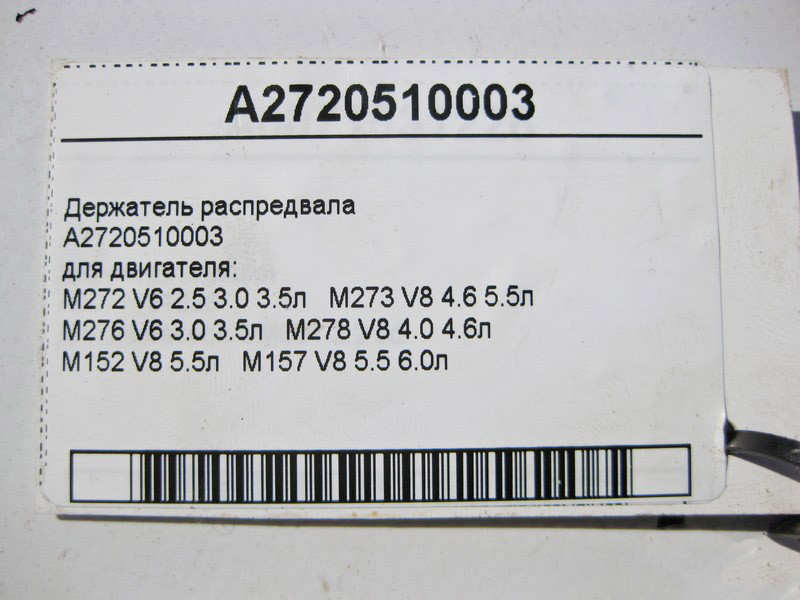 A2720510003
Держатель распредвала
A2720510003
для двигателя:
M272 V6 2.5 3.0 3.5л M273 V8 4.6 5.5л
M276 V6 3.0 3.5л M278 V8 4.0 4.6л
M152 V8 5.5л M157 V8 5.5 6.0л